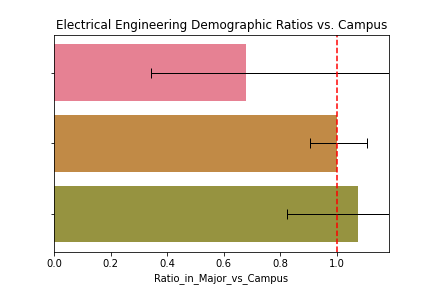 Electrical Engineering Demographic Ratios vs. Campus
0.0 0.2 0.4 0.6 0.8 1.0
Ratio_in_Major_vs_Campus